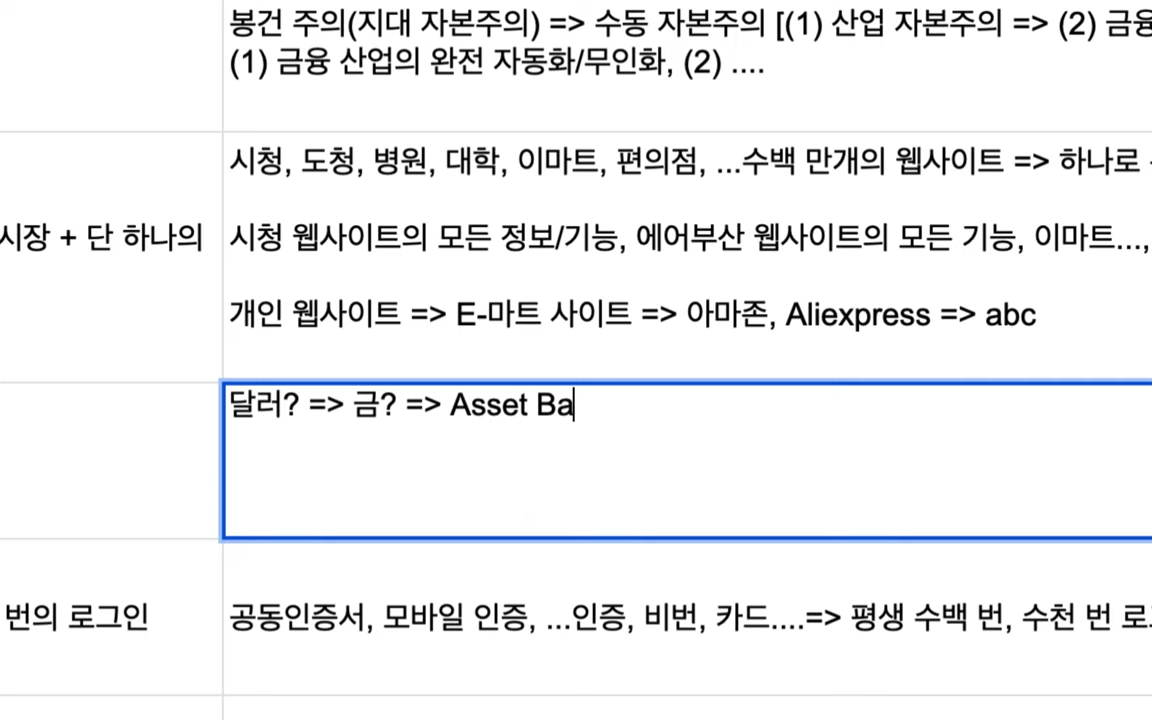 봉건 주의(지대 자본주의) => 수동 자본주의 [(1) 산업 자본주의 => (2) 금융
(1) 금융 산업의 완전 자동화/무인화, (2) ....
시청, 도청, 병원, 대학, 이마트, 편의점, ...수백 만개의 웹사이트 => 하나로
시장 + 단 하나의
시청 웹사이트의 모든 정보/기능, 에어부산 웹사이트의 모든 기능, 이마트...,
개인 웹사이트 => E-마트 사이트 => 아마존, Aliexpress => abc
달러? => 금? => Asset Ba
번의 로그인
공동인증서, 모바일 인증, ...인증, 비번, 카드....=> 평생 수백 번, 수천 번 로